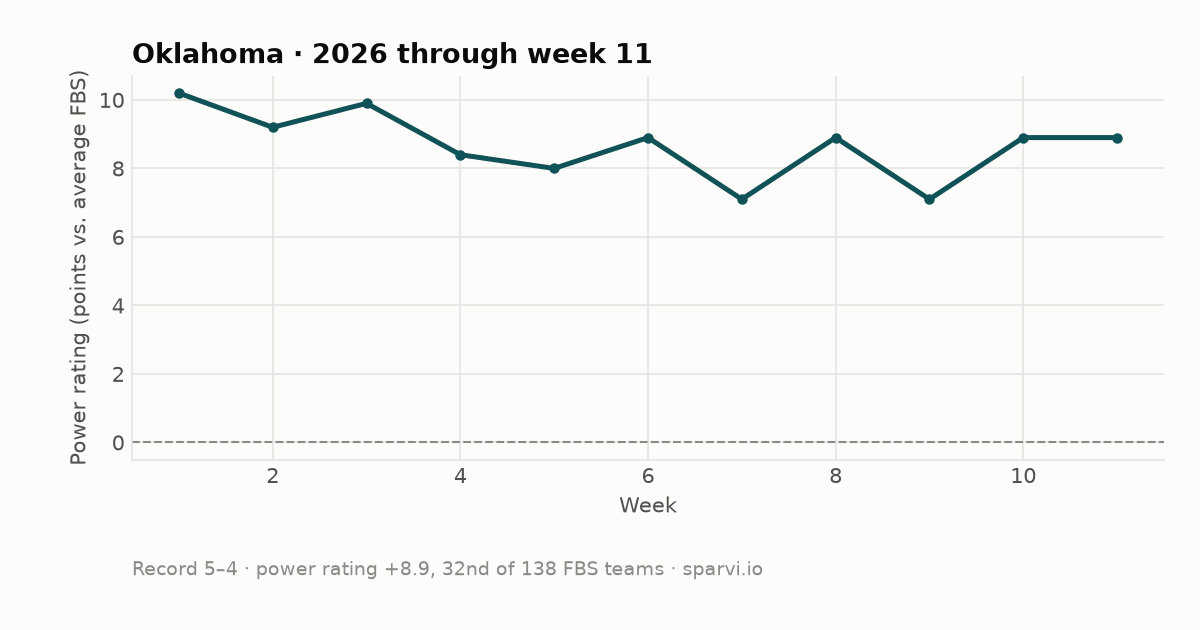 Oklahoma · 2026 through week 11
Power rating (points vs. average FBS)
10
8
6
4
2
0
2 4 6 8 10
Week
Record 5–4 · power rating +8.9, 32nd of 138 FBS teams · sparvi.io